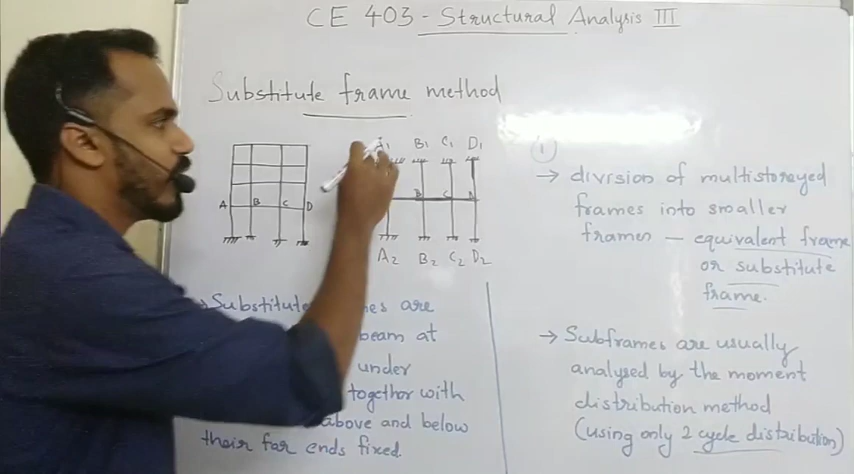 CE 403 - Structural Analysis III
Substitute frame method
A B C D
B1 C1 D1
B C D
A2 B2 C2 D2
Substitute
are
beam at
under
together with
above and below
their far ends fixed
1
→ division of multistoreyed
frames into smaller
frames - equivalent frame
or substitute
frame.
→ Subframes are usually
analysed by the moment
distribution method
(using only 2 cycle distribution)